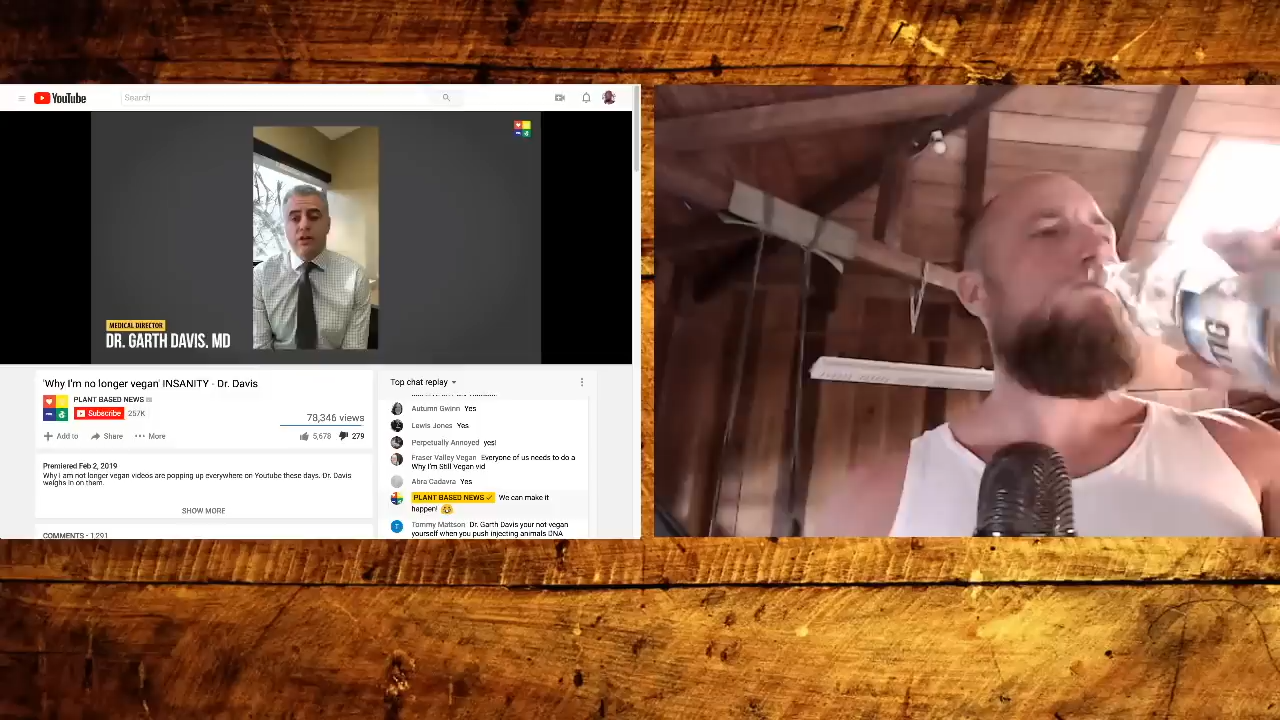 YouTube
Search
MEDICAL DIRECTOR
DR. GARTH DAVIS, MD
'Why I'm no longer vegan' INSANITY - Dr. Davis
PLANT BASED NEWS
Subscribe 257K
78,346 views
Add to Share More
5,678 279
Premiered Feb 2, 2019
Why I am not longer vegan videos are popping up everywhere on Youtube these days. Dr. Davis
weighs in on them.
SHOW MORE
COMMENTS • 1,291
Top chat replay
Autumn Gwinn Yes
Lewis Jones Yes
Perpetually Annoyed yes!
Fraser Valley Vegan Everyone of us needs to do a
Why I'm Still Vegan vid
Abra Cadavra Yes
PLANT BASED NEWS We can make it
happen!
T
Tommy Mattson Dr. Garth Davis your not vegan
yourself when you push injecting animals DNA